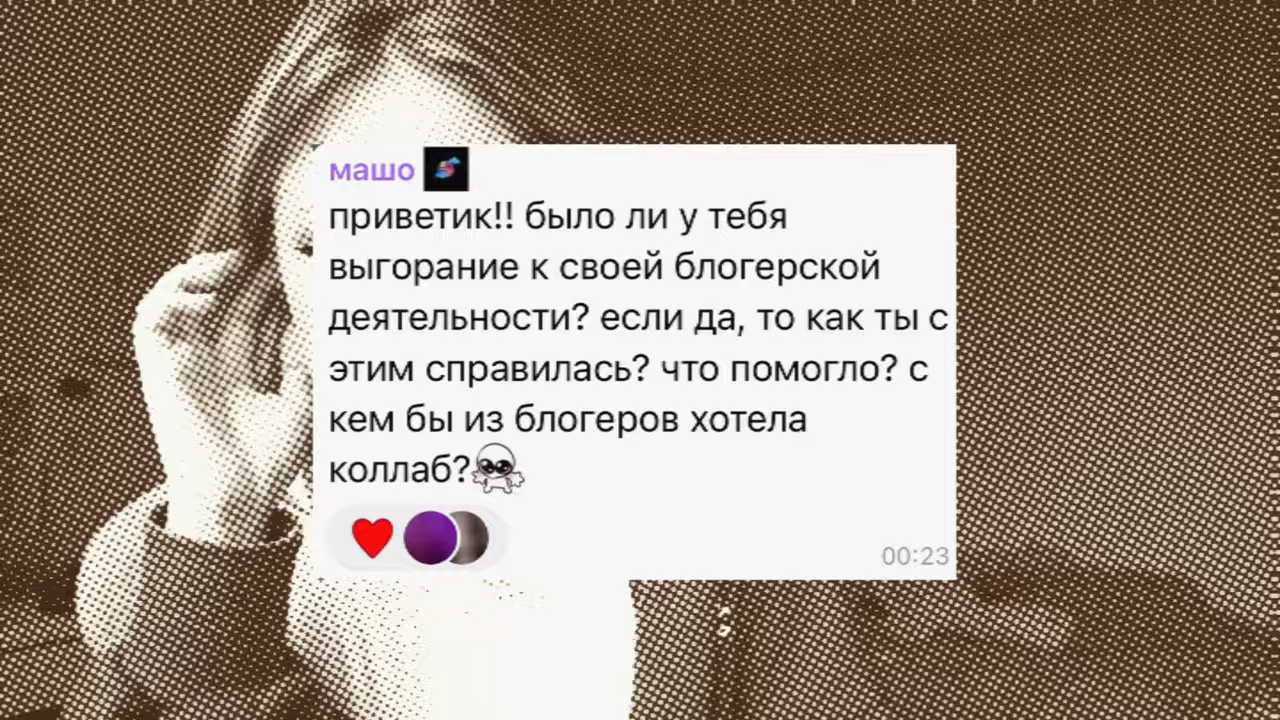 машо
приветик!! было ли у тебя
выгорание к своей блогерской
деятельности? если да, то как ты с
этим справилась? что помогло? с
кем бы из блогеров хотела
коллаб?
00:23